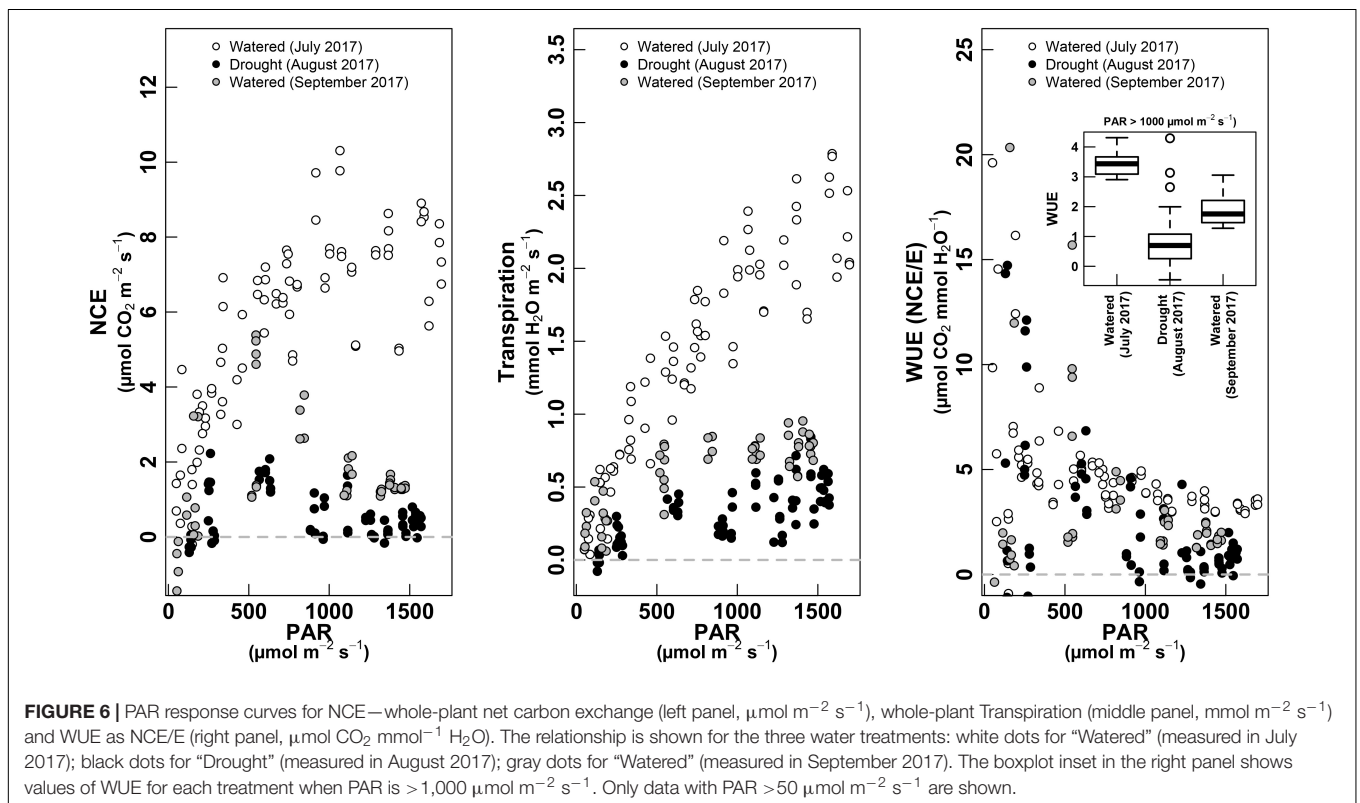 Watered (July 2017)
Drought (August 2017)
Watered (September 2017)
NCE
(µmol CO₂ m⁻² s⁻¹)
12
10
8
6
4
2
0
0 500 1000 1500
PAR
(µmol m⁻² s⁻¹)
Watered (July 2017)
Drought (August 2017)
Watered (September 2017)
Transpiration
(mmol H₂O m⁻² s⁻¹)
3.5
3.0
2.5
2.0
1.5
1.0
0.5
0.0
0 500 1000 1500
PAR
(µmol m⁻² s⁻¹)
Watered (July 2017)
Drought (August 2017)
Watered (September 2017)
WUE (NCE/E)
(µmol CO₂ mmol H₂O⁻¹)
25
20
15
10
5
0
PAR > 1000 µmol m⁻² s⁻¹)
WUE
4
3
2
1
0
Watered
(July 2017)
Drought
(August 2017)
Watered
(September 2017)
0 500 1000 1500
PAR
(µmol m⁻² s⁻¹)
FIGURE 6 | PAR response curves for NCE—whole-plant net carbon exchange (left panel, µmol m⁻² s⁻¹), whole-plant Transpiration (middle panel, mmol m⁻² s⁻¹)
and WUE as NCE/E (right panel, µmol CO₂ mmol⁻¹ H₂O). The relationship is shown for the three water treatments: white dots for “Watered” (measured in July
2017); black dots for “Drought” (measured in August 2017); gray dots for “Watered” (measured in September 2017). The boxplot inset in the right panel shows
values of WUE for each treatment when PAR is >1,000 µmol m⁻² s⁻¹. Only data with PAR >50 µmol m⁻² s⁻¹ are shown.